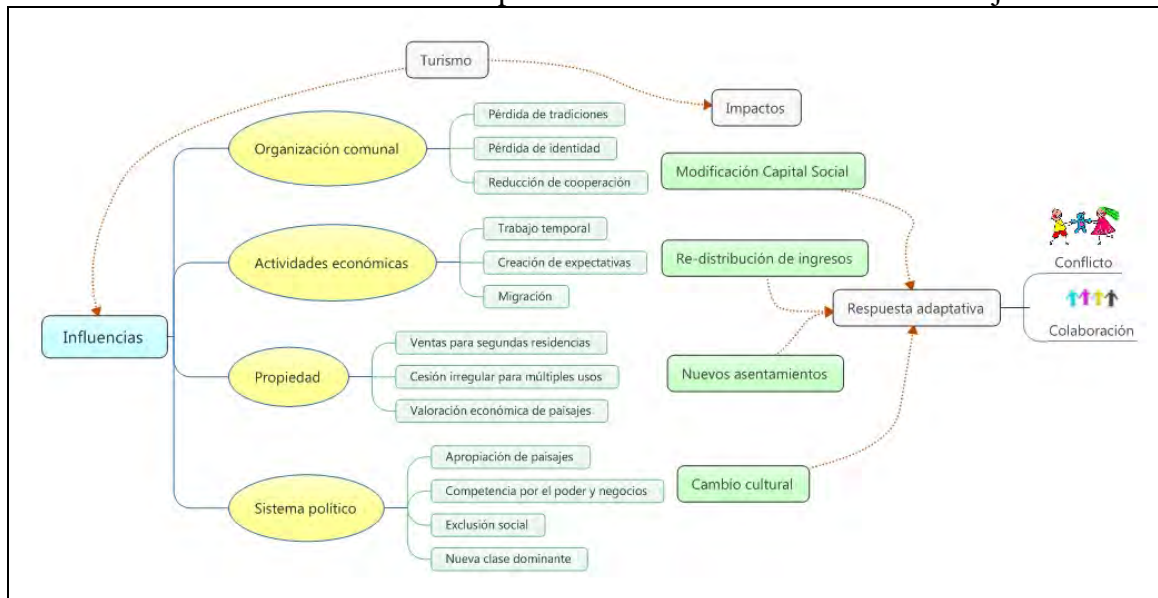 Turismo
Impactos
Organización comunal
Pérdida de tradiciones
Pérdida de identidad
Reducción de cooperación
Modificación Capital Social
Actividades económicas
Trabajo temporal
Creación de expectativas
Migración
Re-distribución de ingresos
Influencias
Propiedad
Ventas para segundas residencias
Cesión irregular para múltiples usos
Valoración económica de paisajes
Nuevos asentamientos
Sistema político
Apropiación de paisajes
Competencia por el poder y negocios
Exclusión social
Nueva clase dominante
Cambio cultural
Respuesta adaptativa
Conflicto
Colaboración